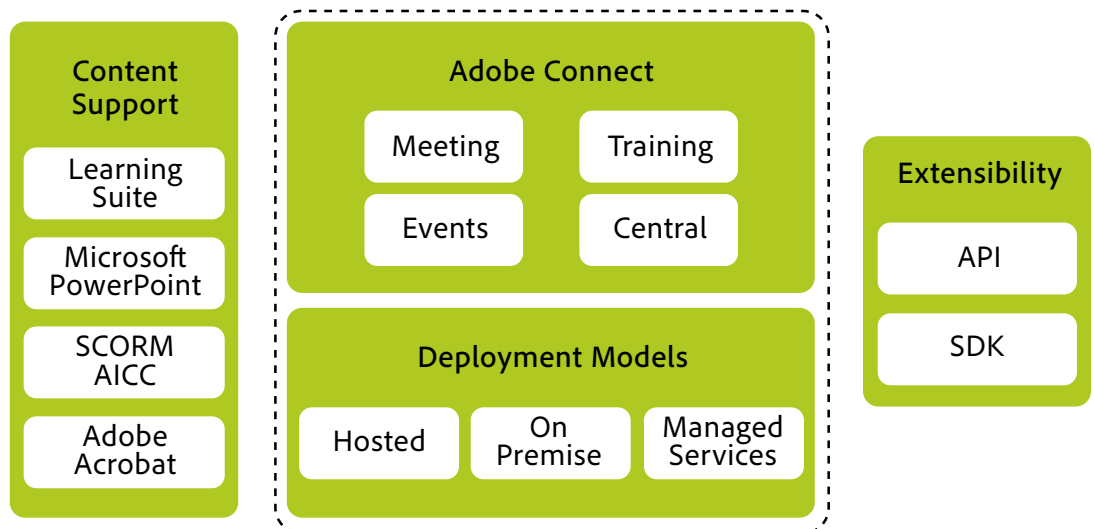 Content
Support
Learning
Suite
Microsoft
PowerPoint
SCORM
AICC
Adobe
Acrobat
Adobe Connect
Meeting
Training
Events
Central
Deployment Models
Hosted
On
Premise
Managed
Services
Extensibility
API
SDK